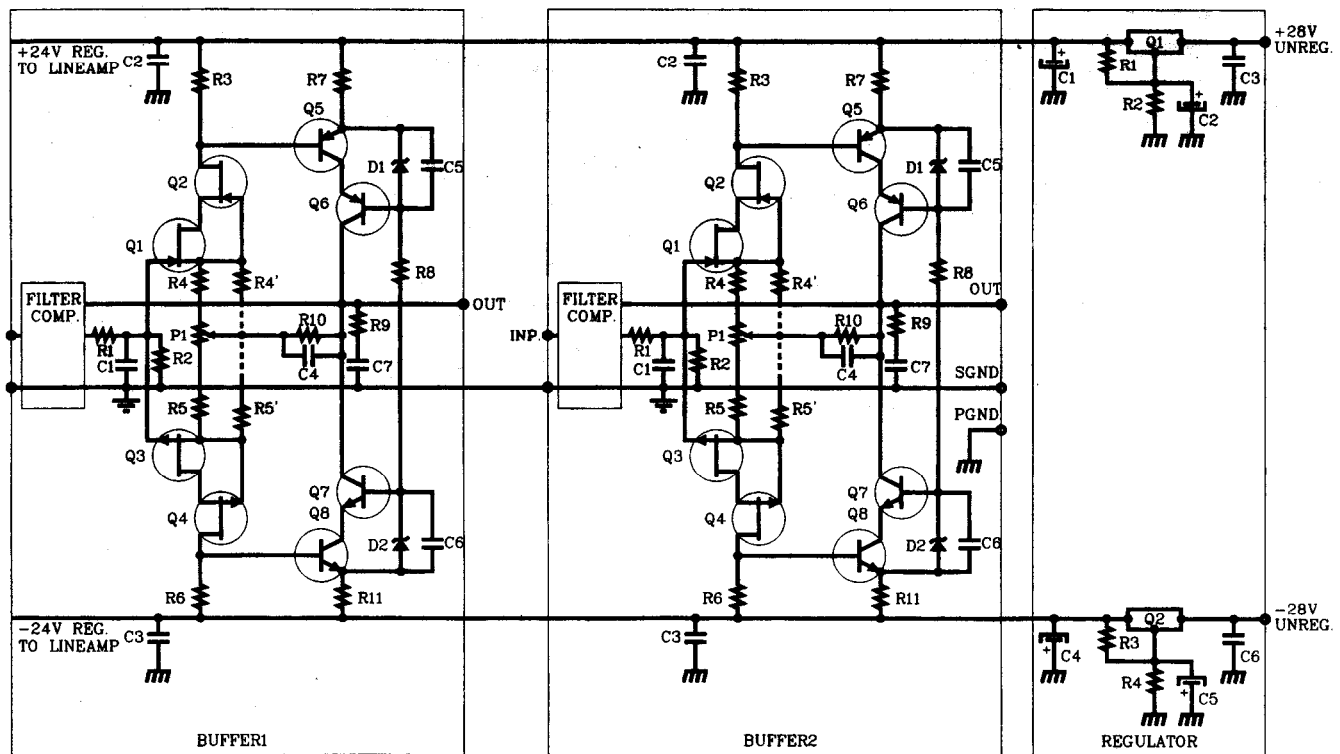 +24V REG.
TO LINEAMP
C2
R3
R7
Q5
Q2
D1
C5
Q6
Q1
R4
R4'
R8
FILTER
COMP.
OUT
R1
C1
R2
P1
R10
C4
R9
C7
R5
R5'
Q3
Q7
Q8
Q4
D2
C6
R6
R11
-24V REG.
TO LINEAMP
C3
BUFFER1
C2
R3
R7
Q5
Q2
D1
C5
Q6
Q1
R4
R4'
R8
INP.
FILTER
COMP.
OUT
R1
C1
R2
P1
R10
C4
R9
C7
SGND
PGND
R5
R5'
Q3
Q7
Q8
Q4
D2
C6
R6
R11
C3
BUFFER2
+28V
UNREG.
Q1
C1
+
R1
R2
C2
+
C3
-28V
UNREG.
Q2
C4
+
R3
R4
C5
+
C6
REGULATOR